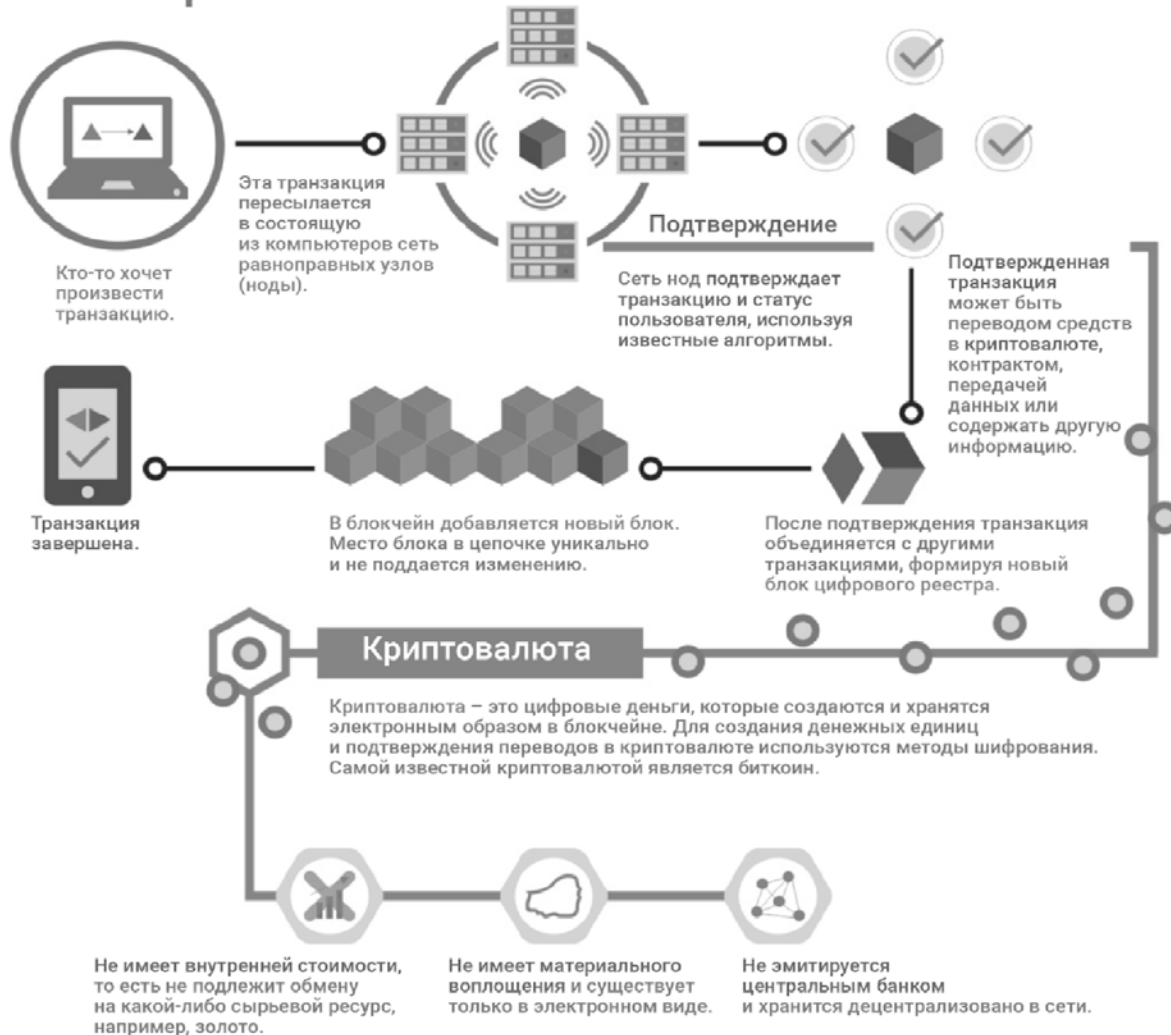 Кто-то хочет
произвести
транзакцию.
Эта транзакция
пересылается
в состоящую
из компьютеров сеть
равноправных узлов
(ноды).
Подтверждение
Сеть нод подтверждает
транзакцию и статус
пользователя, используя
известные алгоритмы.
Подтвержденная
транзакция
может быть
переводом средств
в криптовалюте,
контрактом,
передачей
данных или
содержать другую
информацию.
После подтверждения транзакция
объединяется с другими
транзакциями, формируя новый
блок цифрового реестра.
В блокчейн добавляется новый блок.
Место блока в цепочке уникально
и не поддается изменению.
Транзакция
завершена.
Криптовалюта
Криптовалюта – это цифровые деньги, которые создаются и хранятся
электронным образом в блокчейне. Для создания денежных единиц
и подтверждения переводов в криптовалюте используются методы шифрования.
Самой известной криптовалютой является биткоин.
Не имеет внутренней стоимости,
то есть не подлежит обмену
на какой-либо сырьевой ресурс,
например, золото.
Не имеет материального
воплощения и существует
только в электронном виде.
Не эмитируется
центральным банком
и хранится децентрализовано в сети.